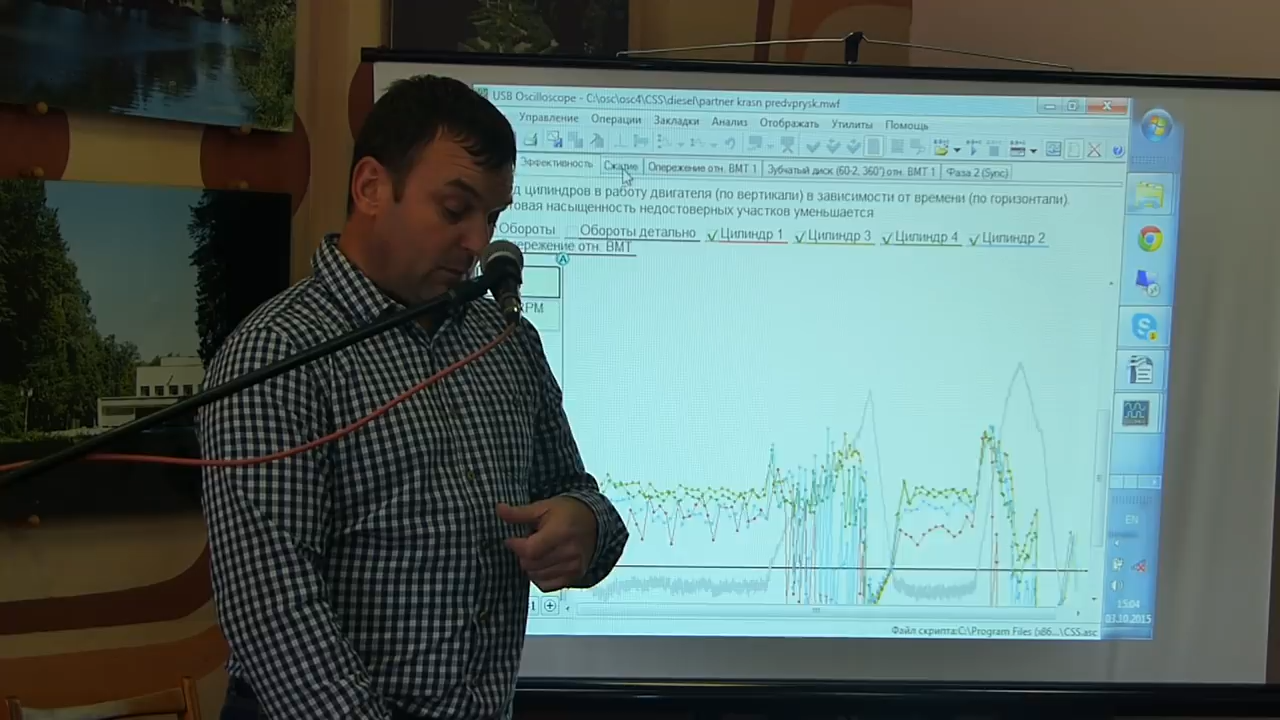 USB Oscilloscope - C:\osc\osc4\CSS\diesel\partner krasn predvprysk.mwf
Управление Операции Закладки Анализ Отображать Утилиты Помощь
Эффективность Сжатие Опережение отн. ВМТ 1 Зубчатый диск (60-2, 360°) отн. ВМТ 1 Фаза 2 (Sync)
д цилиндров в работу двигателя (по вертикали) в зависимости от времени (по горизонтали).
товая насыщенность недостоверных участков уменьшается
Обороты Обороты детально Цилиндр 1 Цилиндр 3 Цилиндр 4 Цилиндр 2
ережение отн. ВМТ
A
RPM
EN
1
15:04
03.10.2015
Файл скрипта:C:\Program Files (x86...\CSS.asc